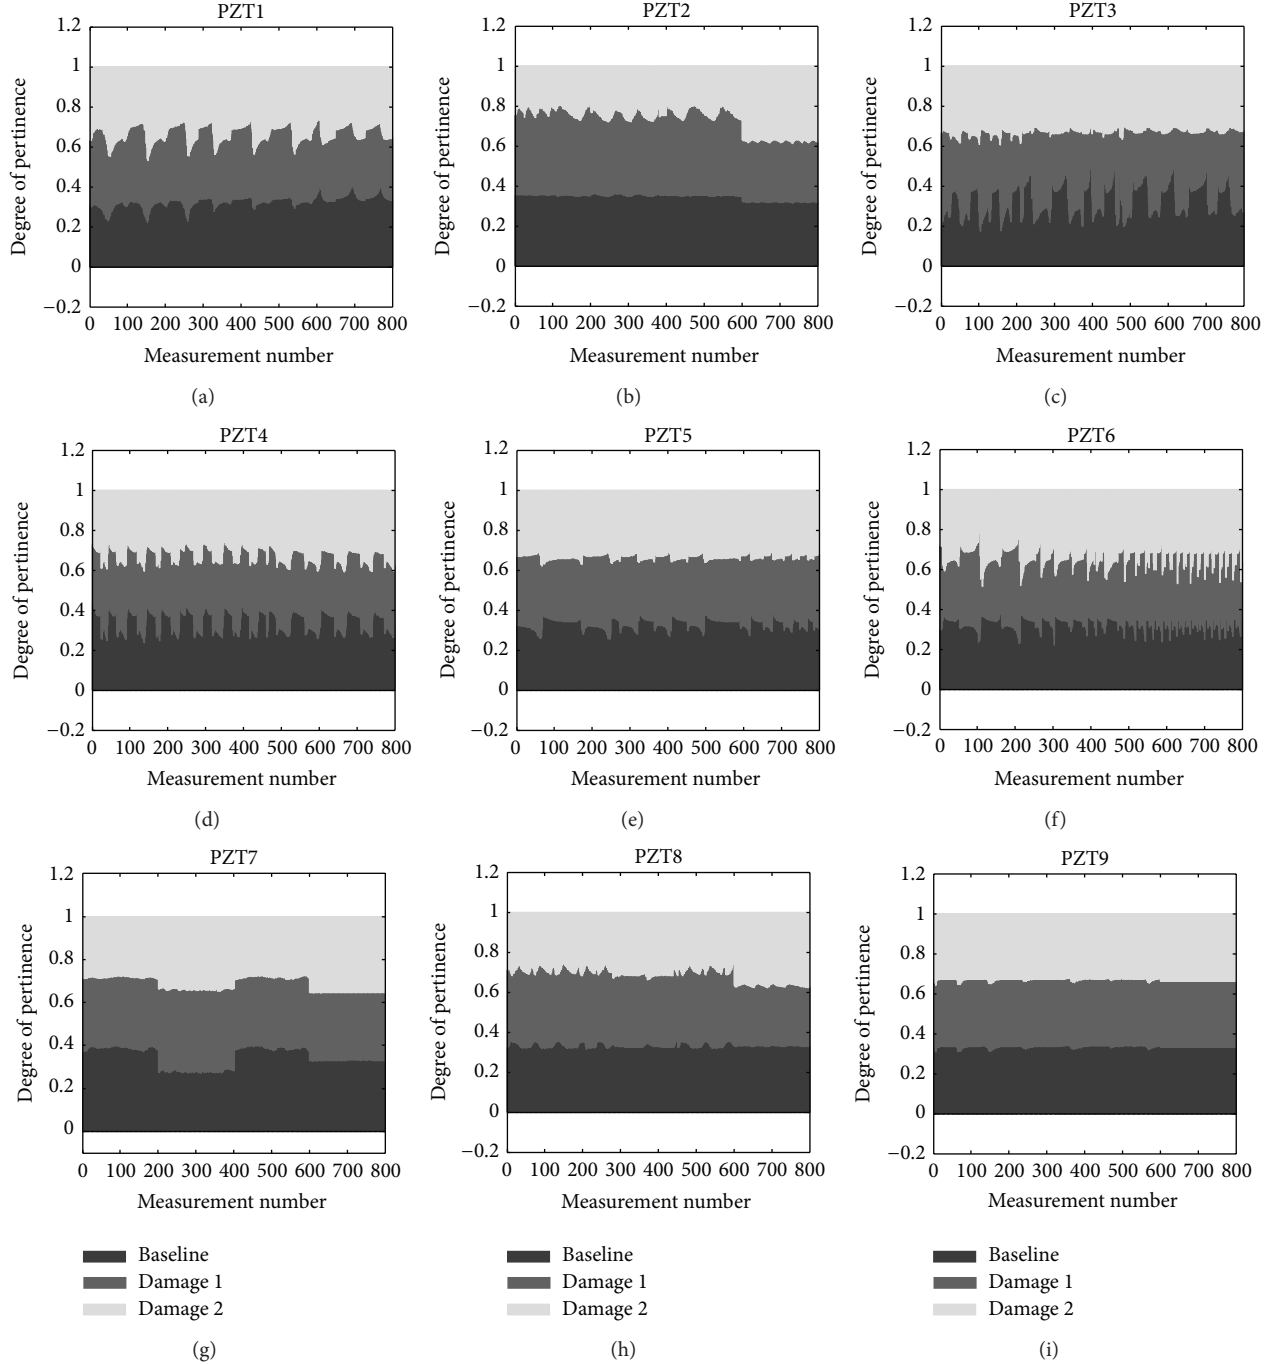 PZT1
PZT2
PZT3
1.2 1 0.8 0.6 0.4 0.2 0 −0.2
Degree of pertinence
0 100 200 300 400 500 600 700 800
Measurement number
(a)
1.2 1 0.8 0.6 0.4 0.2 0 −0.2
Degree of pertinence
0 100 200 300 400 500 600 700 800
Measurement number
(b)
1.2 1 0.8 0.6 0.4 0.2 0 −0.2
Degree of pertinence
0 100 200 300 400 500 600 700 800
Measurement number
(c)
PZT4
1.2 1 0.8 0.6 0.4 0.2 0 −0.2
Degree of pertinence
0 100 200 300 400 500 600 700 800
Measurement number
(d)
PZT5
1.2 1 0.8 0.6 0.4 0.2 0 −0.2
Degree of pertinence
0 100 200 300 400 500 600 700 800
Measurement number
(e)
PZT6
1.2 1 0.8 0.6 0.4 0.2 0 −0.2
Degree of pertinence
0 100 200 300 400 500 600 700 800
Measurement number
(f)
PZT7
1.2 1 0.8 0.6 0.4 0.2 0
Degree of pertinence
0 100 200 300 400 500 600 700 800
Measurement number
Baseline
Damage 1
Damage 2
(g)
PZT8
1.2 1 0.8 0.6 0.4 0.2 0 −0.2
Degree of pertinence
0 100 200 300 400 500 600 700 800
Measurement number
Baseline
Damage 1
Damage 2
(h)
PZT9
1.2 1 0.8 0.6 0.4 0.2 0 −0.2
Degree of pertinence
0 100 200 300 400 500 600 700 800
Measurement number
Baseline
Damage 1
Damage 2
(i)